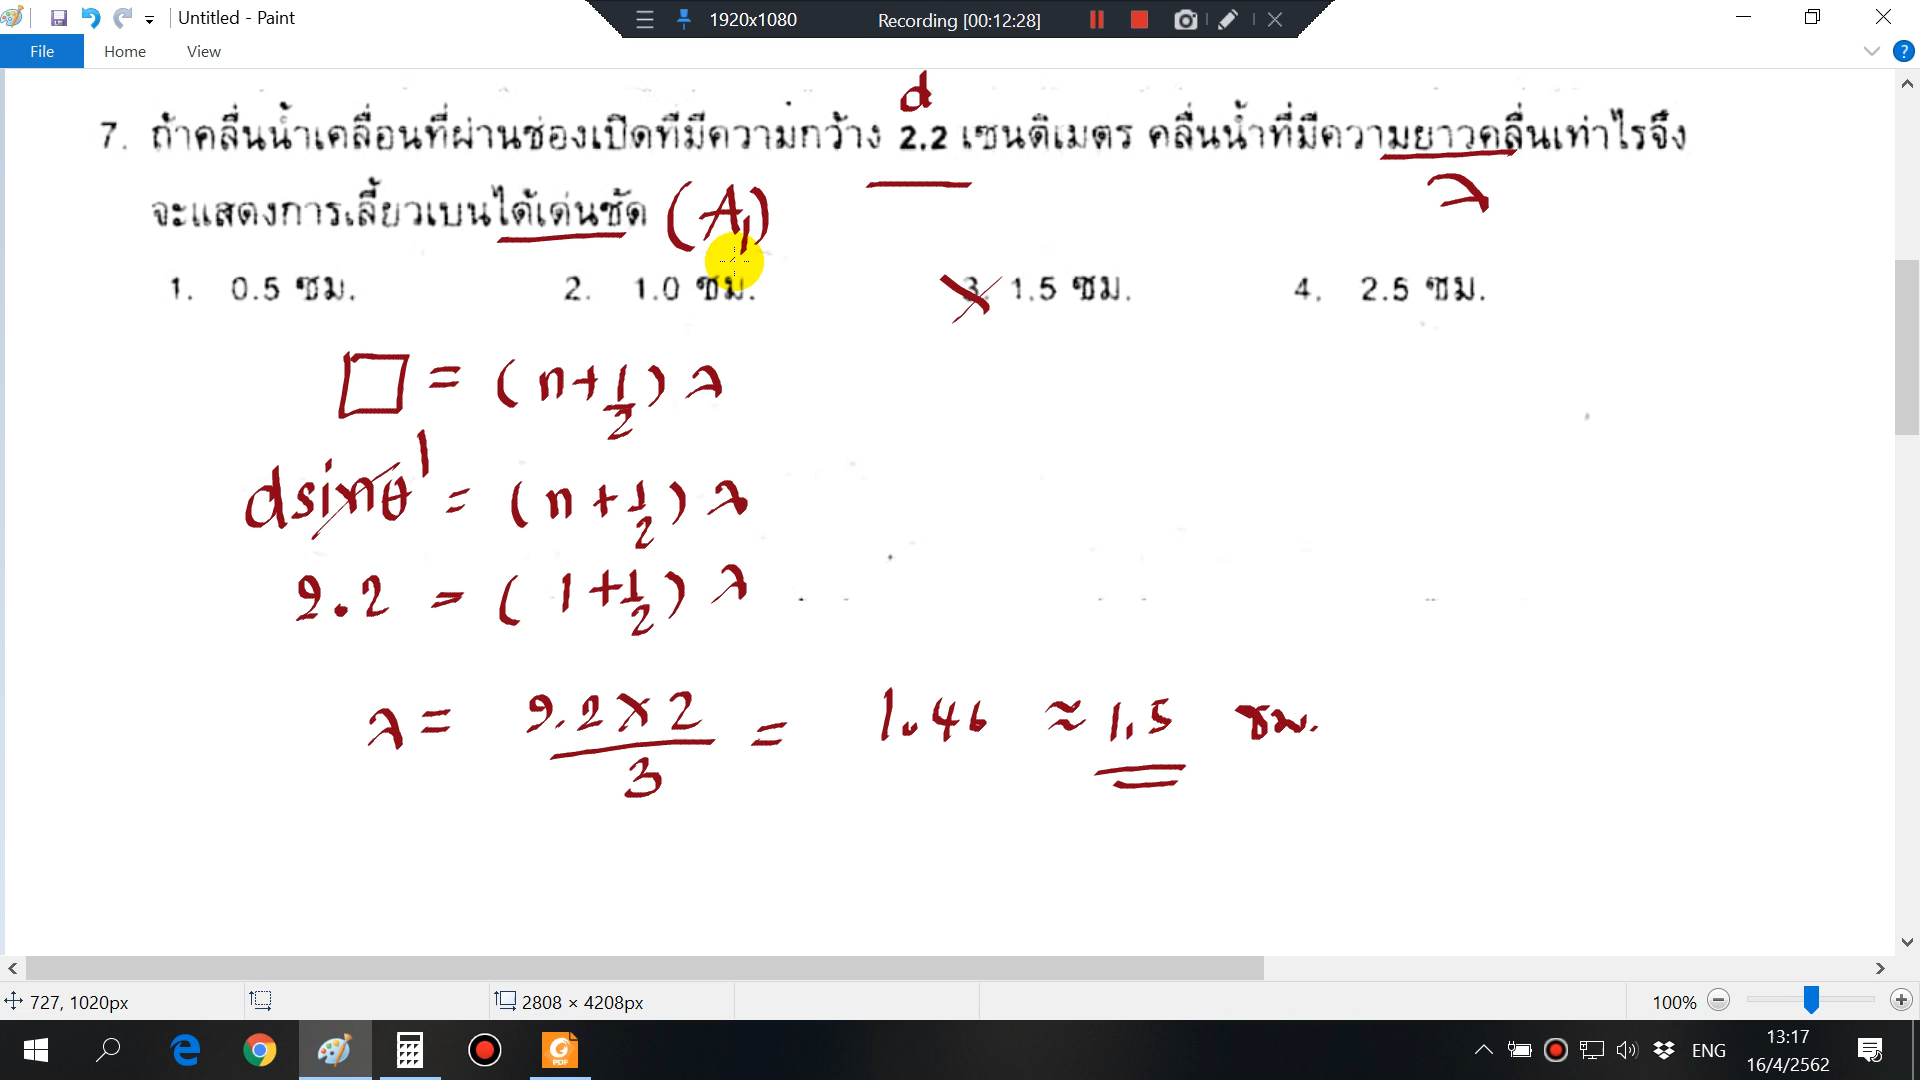 Untitled - Paint
1920x1080 Recording [00:12:28]
File Home View
d
7. ถ้าคลื่นน้ำเคลื่อนที่ผ่านช่องเปิดที่มีความกว้าง 2.2 เซนติเมตร คลื่นน้ำที่มีความยาวคลื่นเท่าไรจึง
λ
จะแสดงการเลี้ยวเบนได้เด่นชัด (A1)
1. 0.5 ซม. 2. 1.0 ซม. 3. 1.5 ซม. 4. 2.5 ซม.
□ = (n+1/2) λ
dsinθ 1 = (n+1/2) λ
2.2 = (1+1/2) λ
λ = 2.2×2/3 = 1.46 ≈ 1.5 ซม.
727, 1020px 2808 × 4208px 100%
PDF ENG 13:17
16/4/2562